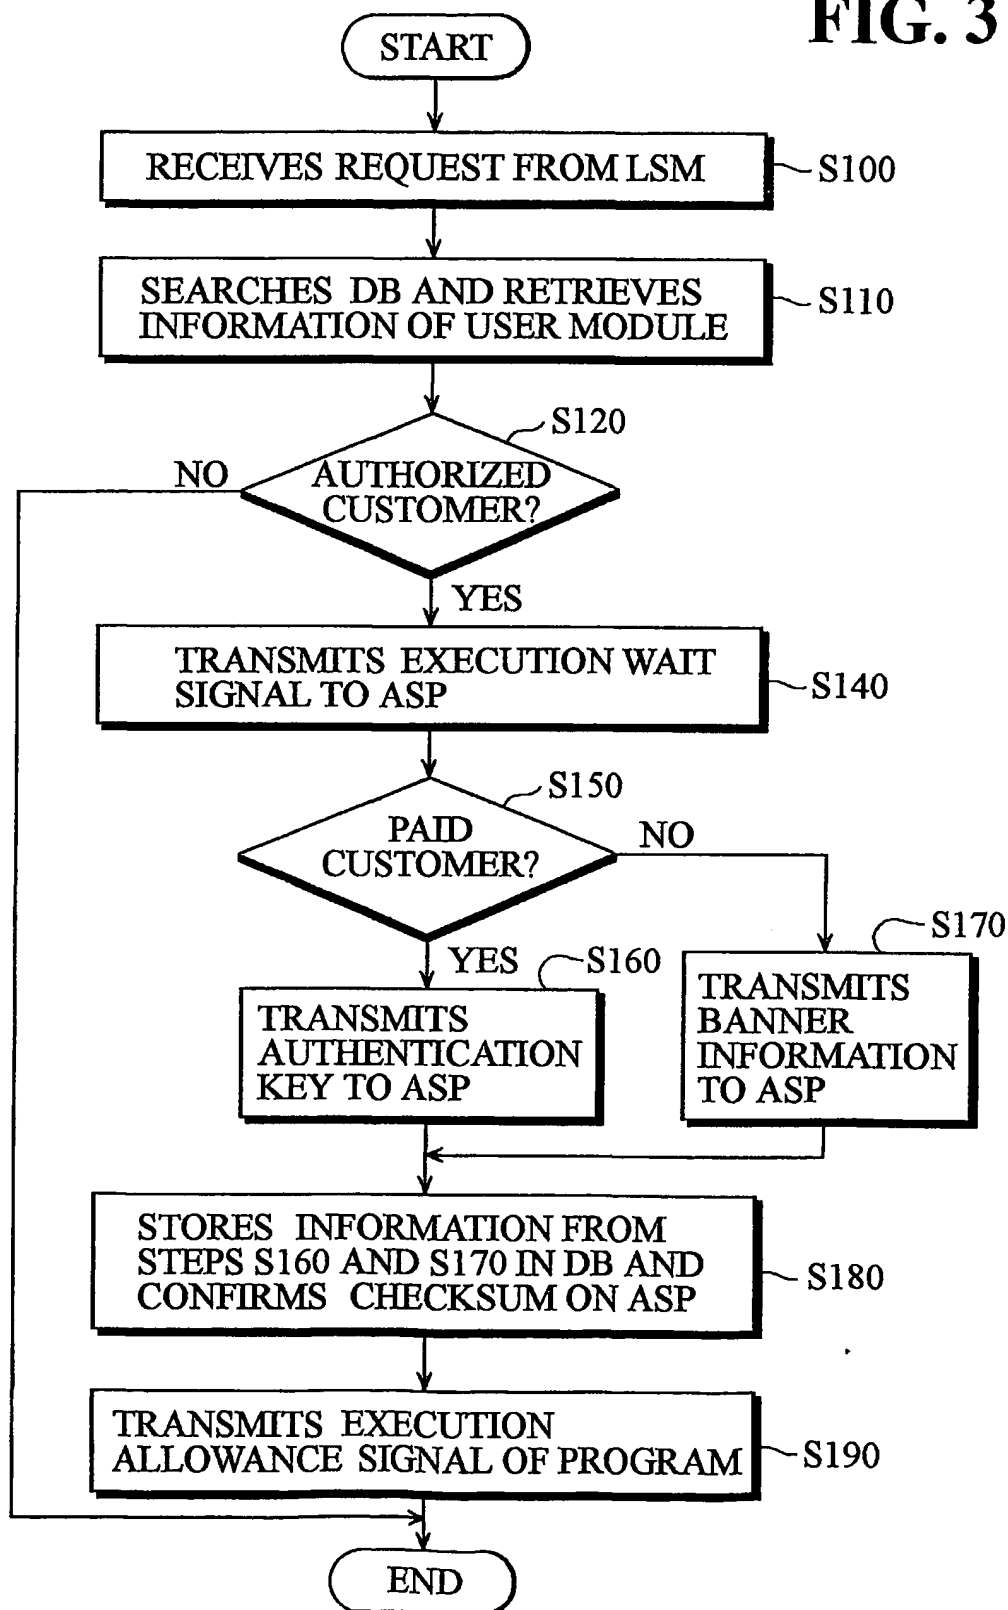 FIG. 3
START
RECEIVES REQUEST FROM LSM
S100
SEARCHES DB AND RETRIEVES
INFORMATION OF USER MODULE
S110
S120
NO
AUTHORIZED
CUSTOMER?
YES
TRANSMITS EXECUTION WAIT
SIGNAL TO ASP
S140
S150
PAID
CUSTOMER?
NO
YES
S160
S170
TRANSMITS
AUTHENTICATION
KEY TO ASP
TRANSMITS
BANNER
INFORMATION
TO ASP
STORES INFORMATION FROM
STEPS S160 AND S170 IN DB AND
CONFIRMS CHECKSUM ON ASP
S180
TRANSMITS EXECUTION
ALLOWANCE SIGNAL OF PROGRAM
S190
END